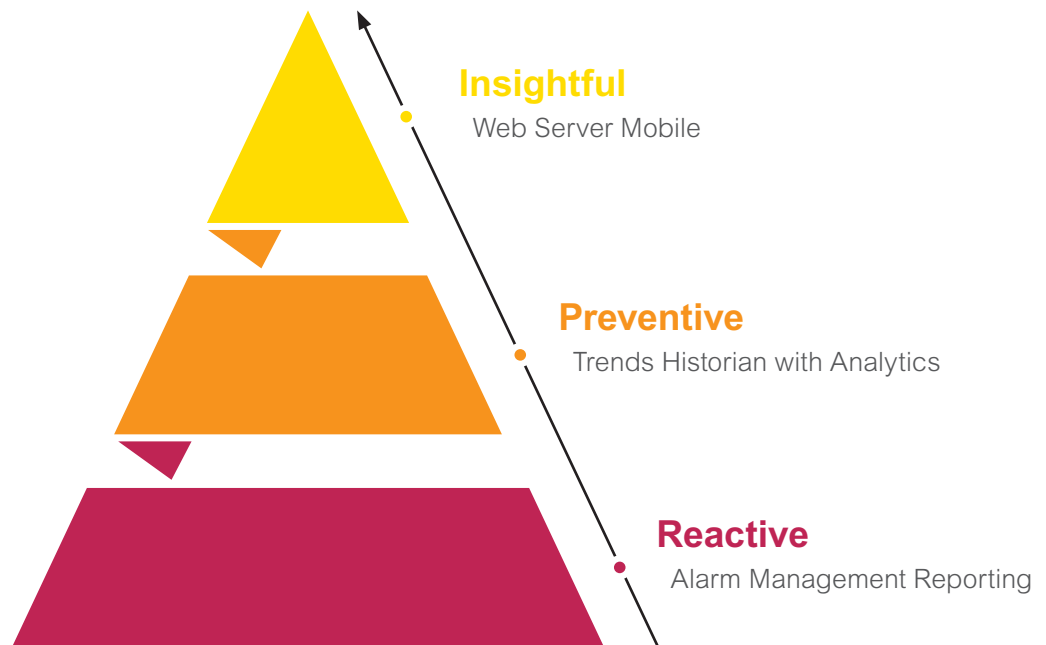 Insightful
Web Server Mobile
Preventive
Trends Historian with Analytics
Reactive
Alarm Management Reporting